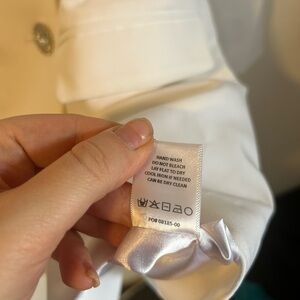 HAND WASH
DO NOT BLEACH
LAY FLAT TO DRY
COOL IRON IF NEEDED
CAN BE DRY CLEAN
PO# 68185-00